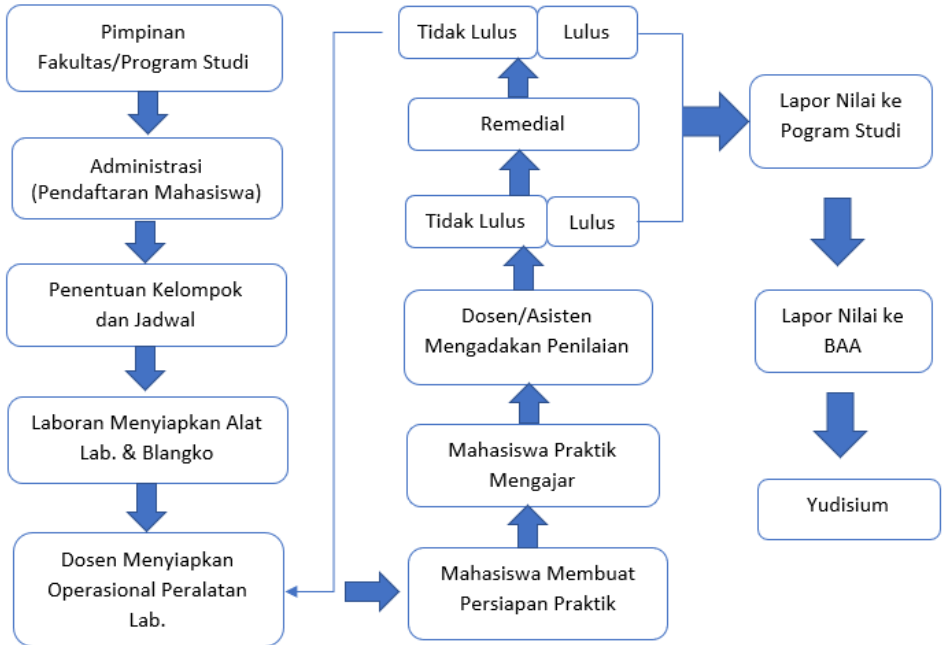 Pimpinan
Fakultas/Program Studi
Administrasi
(Pendaftaran Mahasiswa)
Penentuan Kelompok
dan Jadwal
Laboran Menyiapkan Alat
Lab. & Blangko
Dosen Menyiapkan
Operasional Peralatan
Lab.
Mahasiswa Membuat
Persiapan Praktik
Mahasiswa Praktik
Mengajar
Dosen/Asisten
Mengadakan Penilaian
Tidak Lulus
Lulus
Remedial
Tidak Lulus
Lulus
Lapor Nilai ke
Pogram Studi
Lapor Nilai ke
BAA
Yudisium